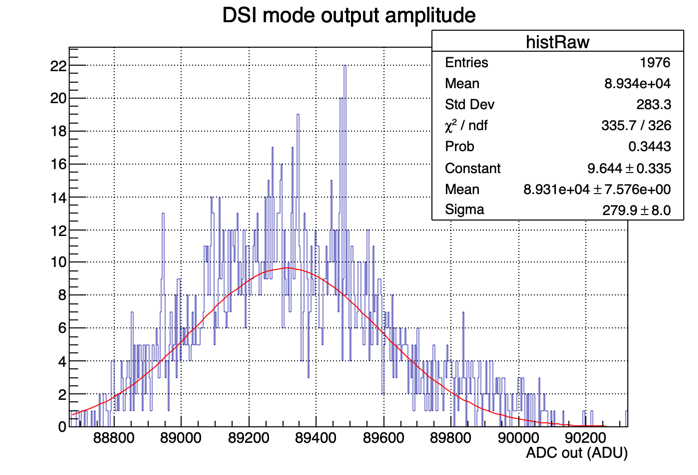 DSI mode output amplitude
histRaw
Entries 1976
Mean 8.934e+04
Std Dev 283.3
χ² / ndf 335.7 / 326
Prob 0.3443
Constant 9.644 ± 0.335
Mean 8.931e+04 ± 7.576e+00
Sigma 279.9 ± 8.0
22
20
18
16
14
12
10
8
6
4
2
0
88800 89000 89200 89400 89600 89800 90000 90200
ADC out (ADU)